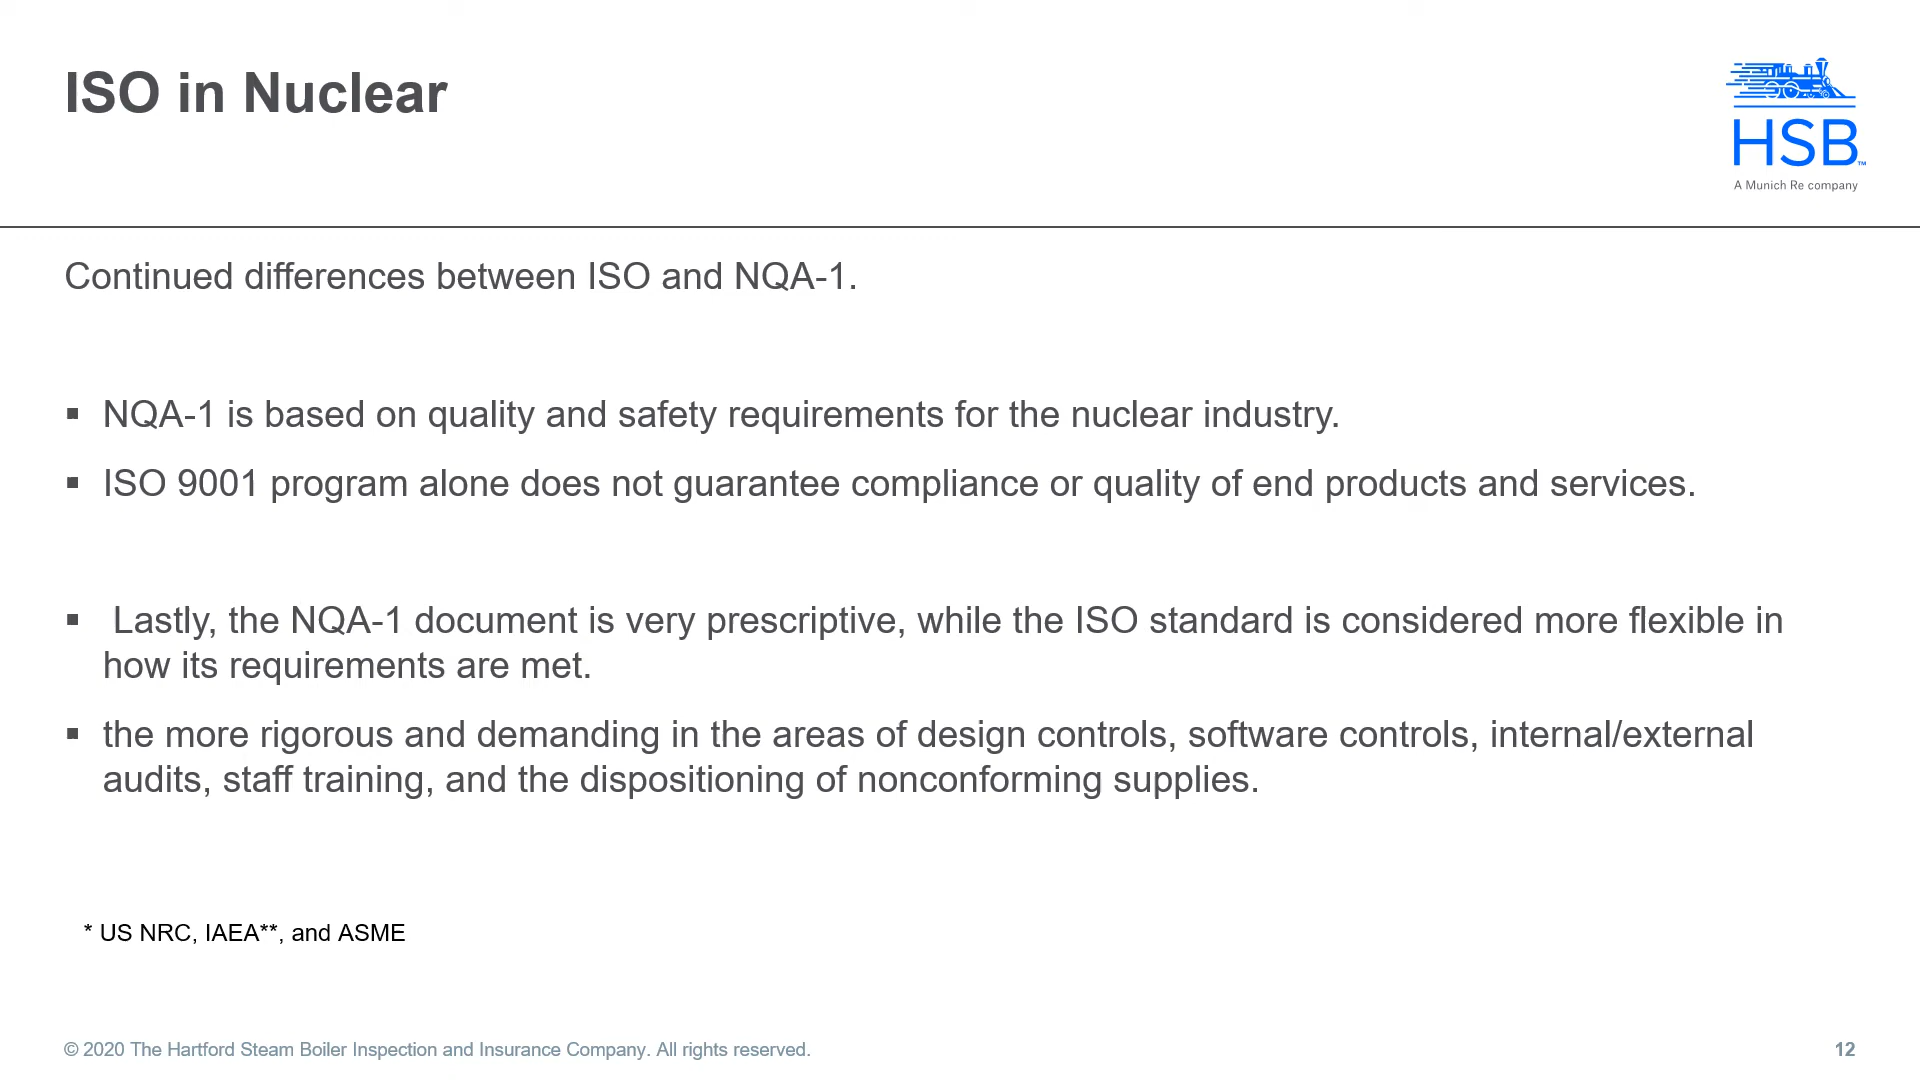 ISO in Nuclear
HSB™
A Munich Re company
Continued differences between ISO and NQA-1.
▪ NQA-1 is based on quality and safety requirements for the nuclear industry.
▪ ISO 9001 program alone does not guarantee compliance or quality of end products and services.
▪ Lastly, the NQA-1 document is very prescriptive, while the ISO standard is considered more flexible in
how its requirements are met.
▪ the more rigorous and demanding in the areas of design controls, software controls, internal/external
audits, staff training, and the dispositioning of nonconforming supplies.
* US NRC, IAEA**, and ASME
© 2020 The Hartford Steam Boiler Inspection and Insurance Company. All rights reserved.
12